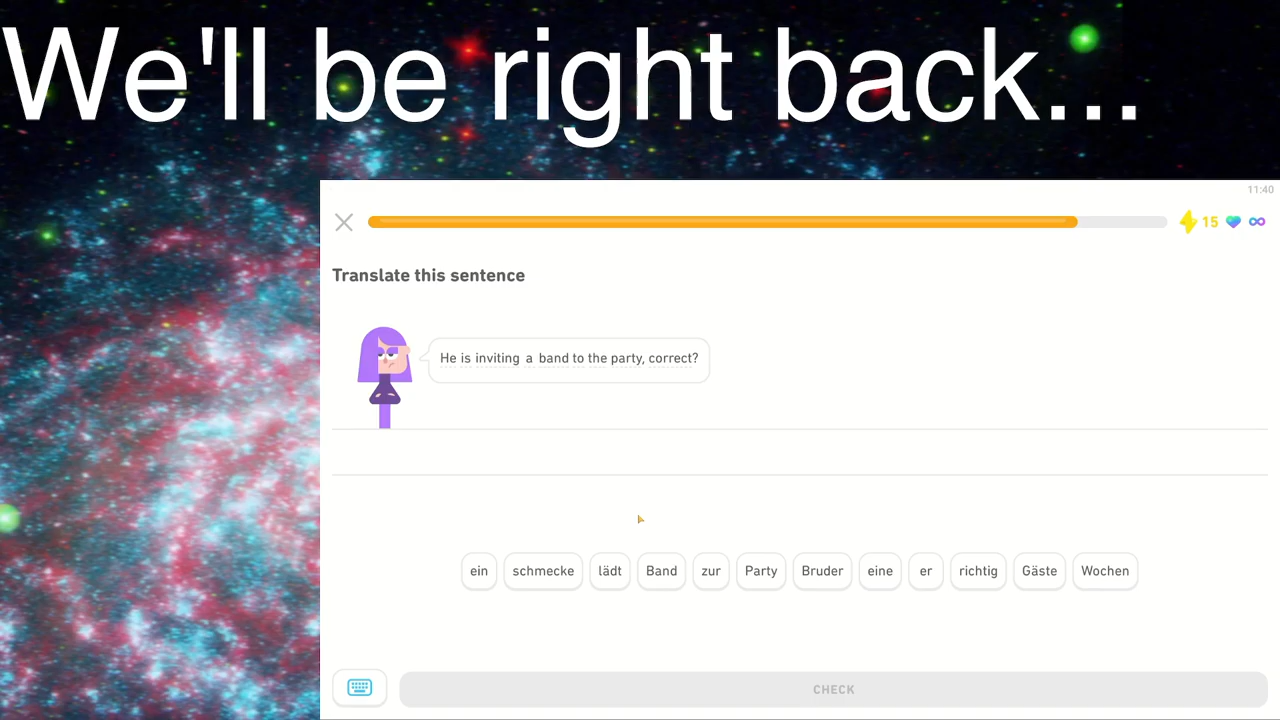 We'll be right back...
11:40
15
Translate this sentence
He is inviting a band to the party, correct?
ein schmecke lädt Band zur Party Bruder eine er richtig Gäste Wochen
CHECK